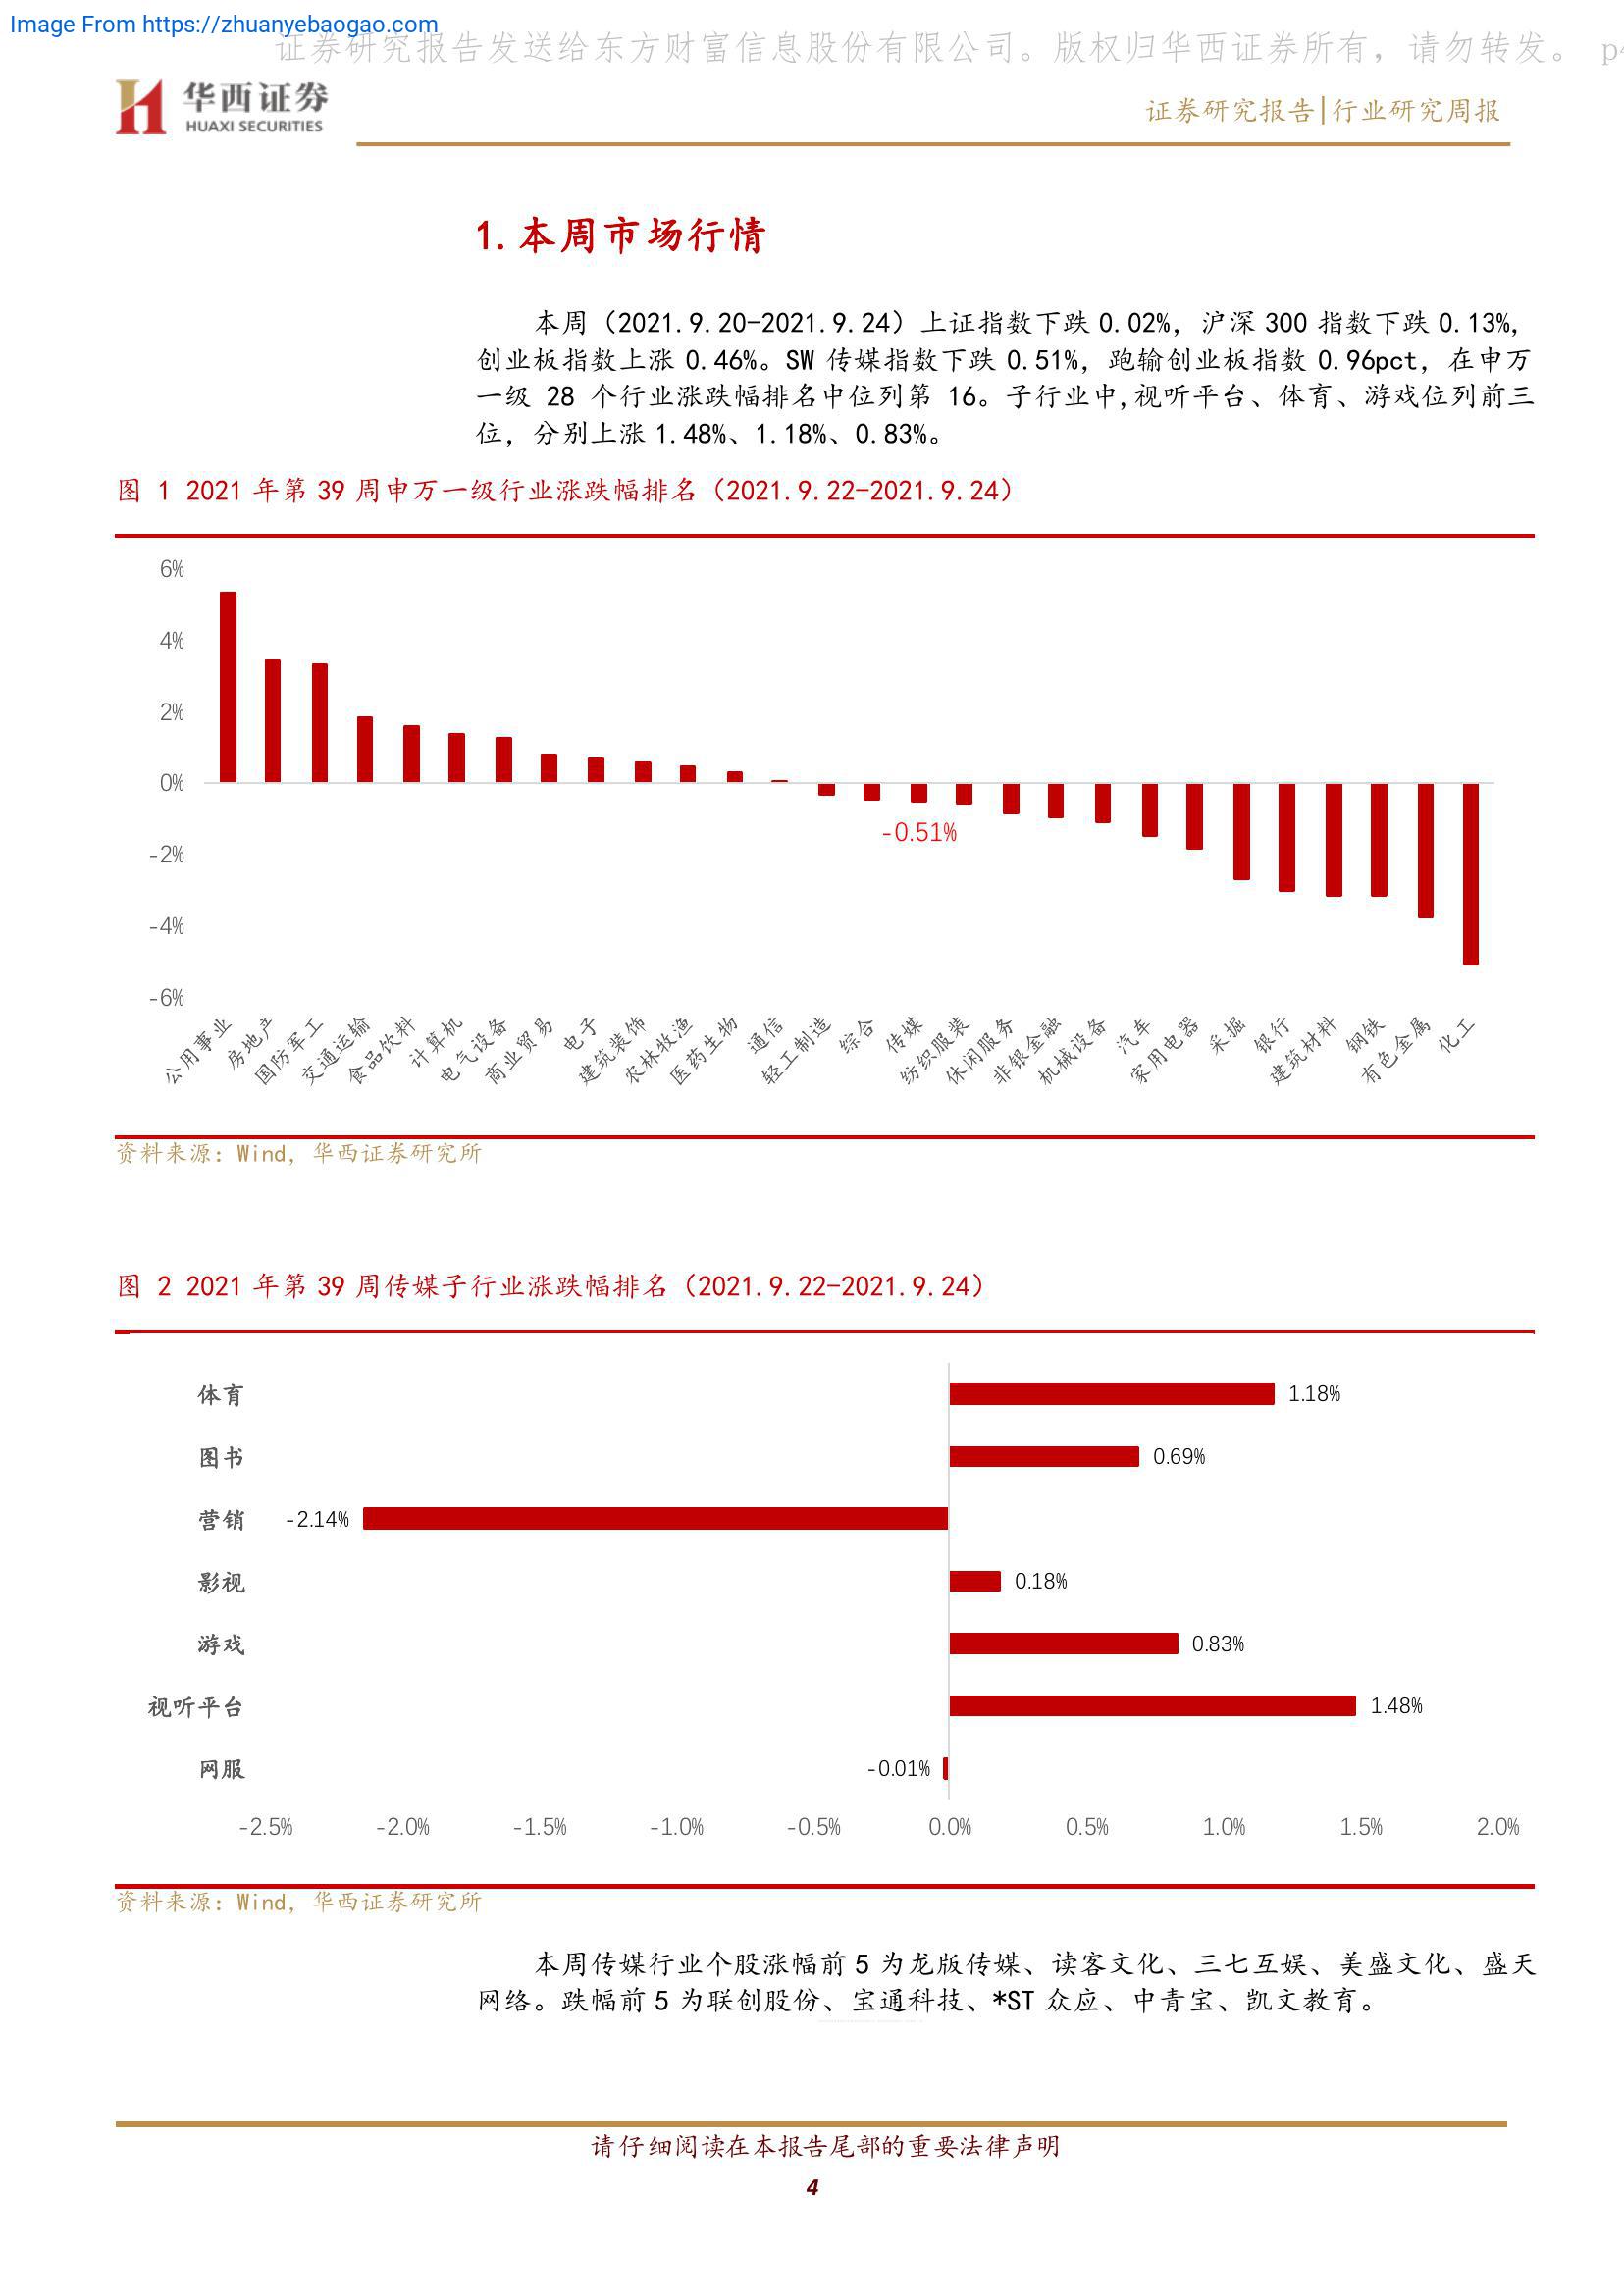 Image From https://zhuanyebaogao.com
证券研究报告发送给东方财富信息股份有限公司。版权归华西证券所有，请勿转发。 p4
华西证券
HUAXI SECURITIES
证券研究报告|行业研究周报
1.本周市场行情
本周（2021.9.20-2021.9.24）上证指数下跌 0.02%，沪深 300 指数下跌 0.13%，
创业板指数上涨 0.46%。SW 传媒指数下跌 0.51%，跑输创业板指数 0.96pct，在申万
一级 28 个行业涨跌幅排名中位列第 16。子行业中,视听平台、体育、游戏位列前三
位，分别上涨 1.48%、1.18%、0.83%。
图 1 2021 年第 39 周申万一级行业涨跌幅排名（2021.9.22-2021.9.24）
6%
4%
2%
0%
-2%
-4%
-6%
-0.51%
公用事业
房地产
国防军工
交通运输
食品饮料
计算机
电气设备
商业贸易
电子
建筑装饰
农林牧渔
医药生物
通信
轻工制造
综合
传媒
纺织服装
休闲服务
非银金融
机械设备
汽车
家用电器
采掘
银行
建筑材料
钢铁
有色金属
化工
资料来源：Wind，华西证券研究所
图 2 2021 年第 39 周传媒子行业涨跌幅排名（2021.9.22-2021.9.24）
体育 1.18%
图书 0.69%
营销 -2.14%
影视 0.18%
游戏 0.83%
视听平台 1.48%
网服 -0.01%
-2.5% -2.0% -1.5% -1.0% -0.5% 0.0% 0.5% 1.0% 1.5% 2.0%
资料来源：Wind，华西证券研究所
本周传媒行业个股涨幅前 5 为龙版传媒、读客文化、三七互娱、美盛文化、盛天
网络。跌幅前 5 为联创股份、宝通科技、*ST 众应、中青宝、凯文教育。
请仔细阅读在本报告尾部的重要法律声明
4